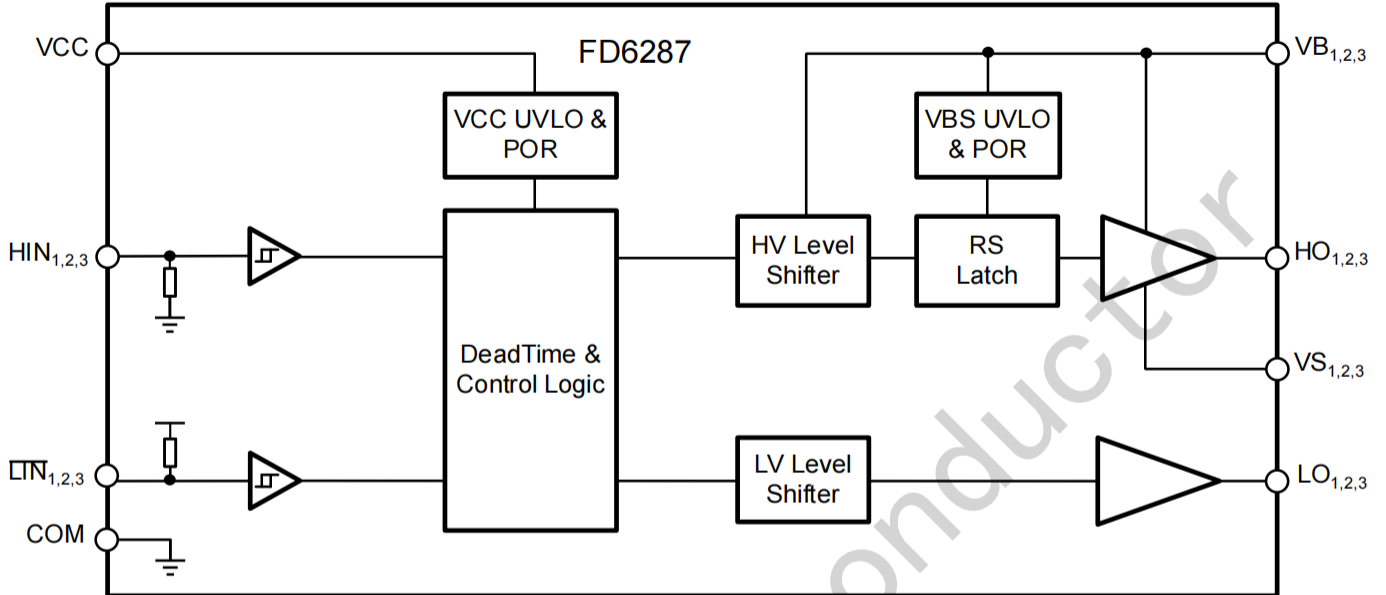 FD6287
VCC
VB1,2,3
VCC UVLO &
POR
VBS UVLO
& POR
HIN1,2,3
HV Level
Shifter
RS
Latch
HO1,2,3
DeadTime &
Control Logic
VS1,2,3
LIN1,2,3
LV Level
Shifter
LO1,2,3
COM
onductor